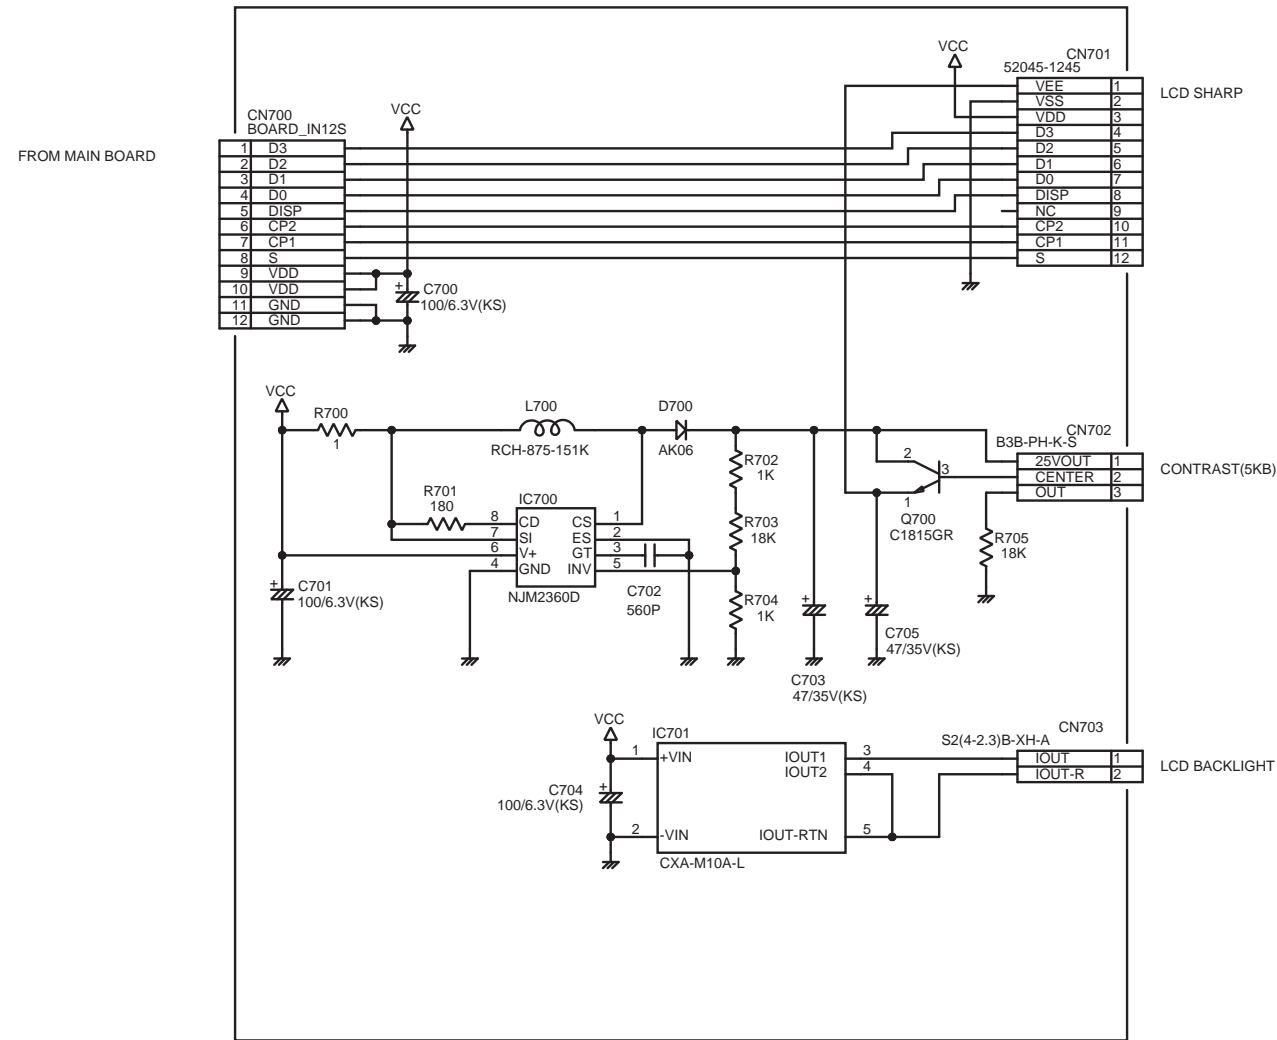 VCC
CN701
52045-1245
VEE 1
VSS 2
VDD 3
D3 4
D2 5
D1 6
D0 7
DISP 8
NC 9
CP2 10
CP1 11
S 12
LCD SHARP
CN700
BOARD_IN12S
VCC
FROM MAIN BOARD
1 D3
2 D2
3 D1
4 D0
5 DISP
6 CP2
7 CP1
8 S
9 VDD
10 VDD
11 GND
12 GND
+
C700
100/6.3V(KS)
VCC
R700
1
L700
RCH-875-151K
D700
AK06
R702
1K
R703
18K
R704
1K
R701
180
IC700
8 CD CS 1
7 SI ES 2
6 V+ GT 3
4 GND INV 5
NJM2360D
C702
560P
+
C701
100/6.3V(KS)
+
C703
47/35V(KS)
+
C705
47/35V(KS)
2
3
1
Q700
C1815GR
CN702
B3B-PH-K-S
25VOUT 1
CENTER 2
OUT 3
CONTRAST(5KB)
R705
18K
VCC
IC701
1 +VIN IOUT1 3
IOUT2 4
2 -VIN IOUT-RTN 5
CXA-M10A-L
+
C704
100/6.3V(KS)
CN703
S2(4-2.3)B-XH-A
IOUT 1
IOUT-R 2
LCD BACKLIGHT